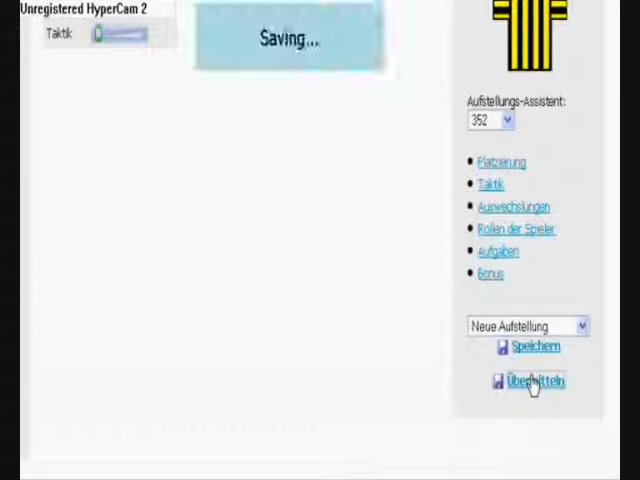 Unregistered HyperCam 2
Taktik
Saving...
Aufstellungs-Assistent:
352
Platzierung
Taktik
Auswechslungen
Rollen der Spieler
Aufgaben
Bonus
Neue Aufstellung
Speichern
Übermitteln